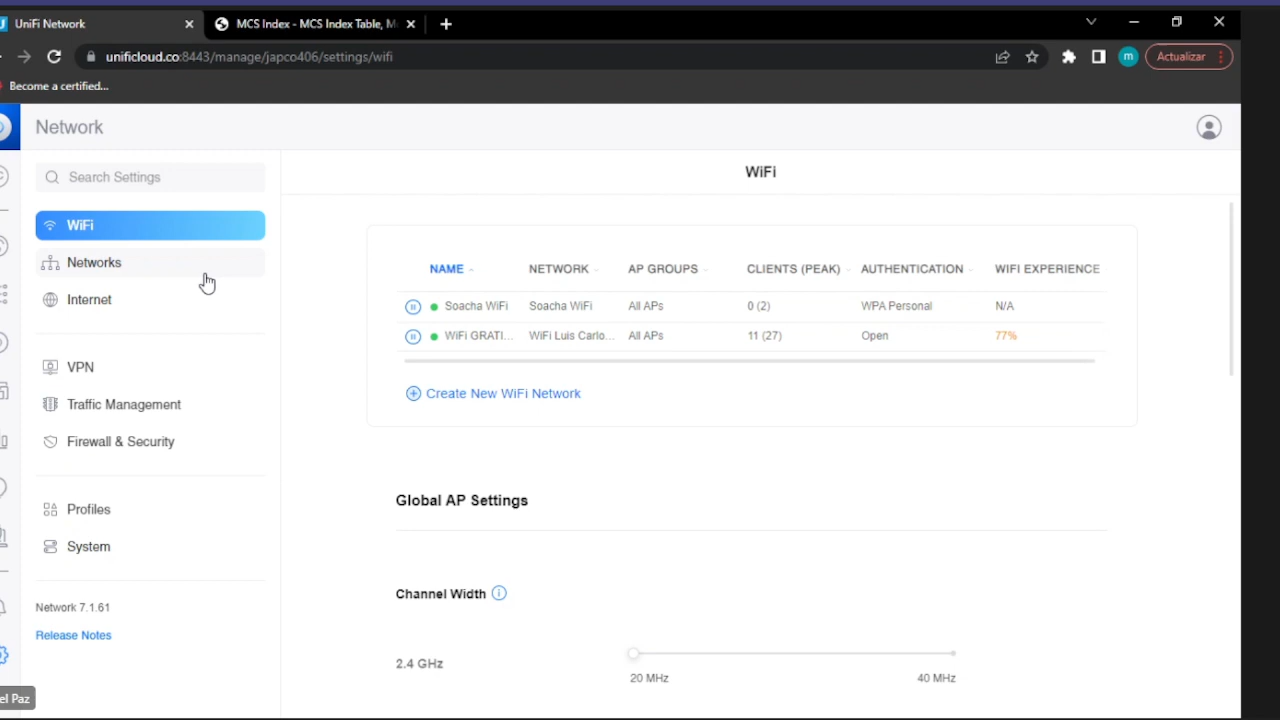 UniFi Network
MCS Index - MCS Index Table, M
unificloud.co:8443/manage/japco406/settings/wifi
m
Actualizar
Become a certified...
Network
Search Settings
WiFi
Networks
Internet
VPN
Traffic Management
Firewall & Security
Profiles
System
Network 7.1.61
Release Notes
el Paz
WiFi
NAME NETWORK AP GROUPS CLIENTS (PEAK) AUTHENTICATION WIFI EXPERIENCE
Soacha WiFi Soacha WiFi All APs 0 (2) WPA Personal N/A
WiFi GRATI... WiFi Luis Carlo... All APs 11 (27) Open 77%
Create New WiFi Network
Global AP Settings
Channel Width
2.4 GHz
20 MHz 40 MHz